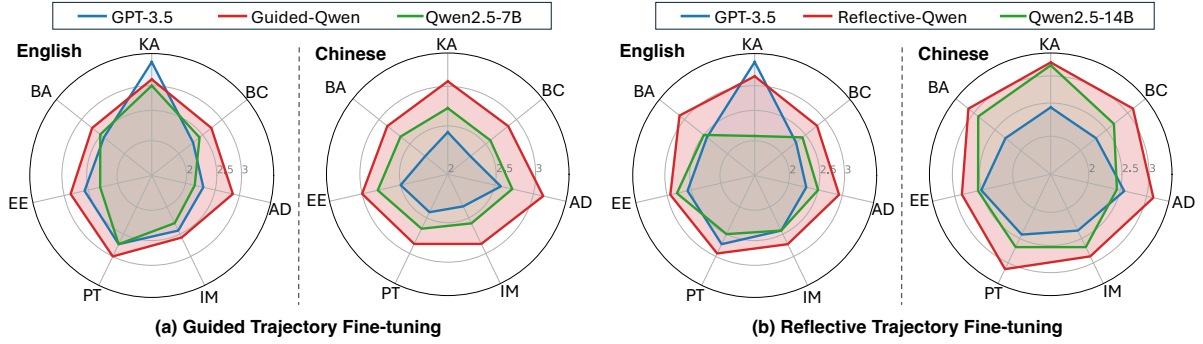 GPT-3.5 Guided-Qwen Qwen2.5-7B
English
KA
BA
BC
2 2.5 3
EE
AD
PT
IM
Chinese
KA
BA
BC
2 2.5 3
EE
AD
PT
IM
(a) Guided Trajectory Fine-tuning
GPT-3.5 Reflective-Qwen Qwen2.5-14B
English
KA
BA
BC
2 2.5 3
EE
AD
PT
IM
Chinese
KA
BA
BC
2 2.5 3
EE
AD
PT
IM
(b) Reflective Trajectory Fine-tuning